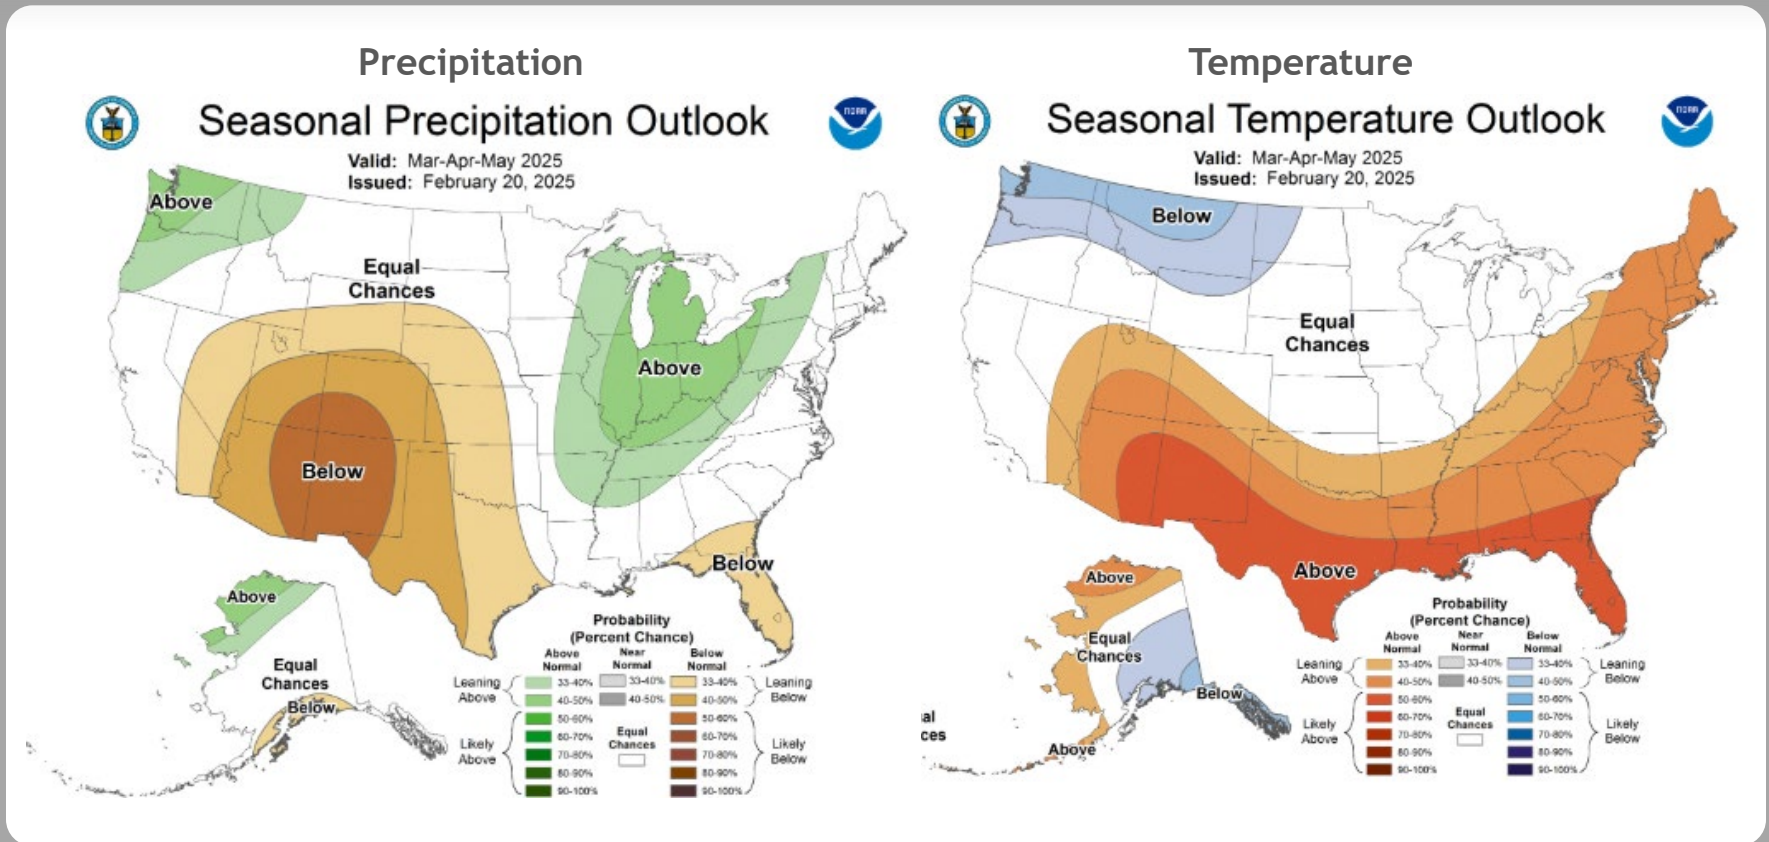 Precipitation
Seasonal Precipitation Outlook
Valid: Mar-Apr-May 2025
Issued: February 20, 2025
Above
Equal
Chances
Above
Below
Below
Above
Equal
Chances
Below
Probability
(Percent Chance)
Above
Normal
Near
Normal
Below
Normal
Leaning
Above
33-40%
33-40%
33-40%
Leaning
Below
40-50%
40-50%
40-50%
Likely
Above
50-60%
50-60%
Likely
Below
60-70%
60-70%
70-80%
70-80%
80-90%
80-90%
90-100%
90-100%
Equal
Chances
Temperature
Seasonal Temperature Outlook
NOAA
NOAA
Valid: Mar-Apr-May 2025
Issued: February 20, 2025
Below
Equal
Chances
Above
Above
Equal
Chances
Below
Above
al
ces
Probability
(Percent Chance)
Above
Normal
Near
Normal
Below
Normal
Leaning
Above
33-40%
33-40%
33-40%
Leaning
Below
40-50%
40-50%
40-50%
Likely
Above
50-60%
50-60%
Likely
Below
60-70%
60-70%
70-80%
70-80%
80-90%
80-90%
90-100%
90-100%
Equal
Chances